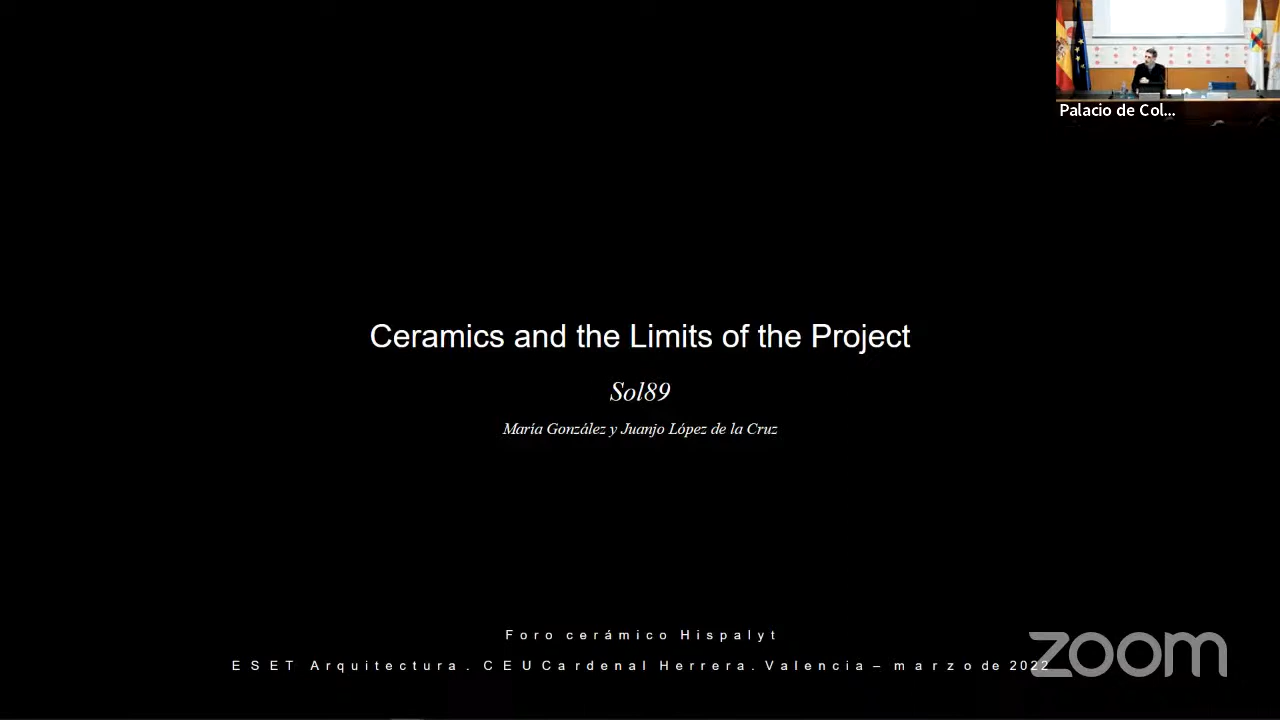 Palacio de Col...
Ceramics and the Limits of the Project
Sol89
María González y Juanjo López de la Cruz
Foro cerámico Hispalyt
ESET Arquitectura. CEU Cardenal Herrera. Valencia – marzo de 2022
zoom